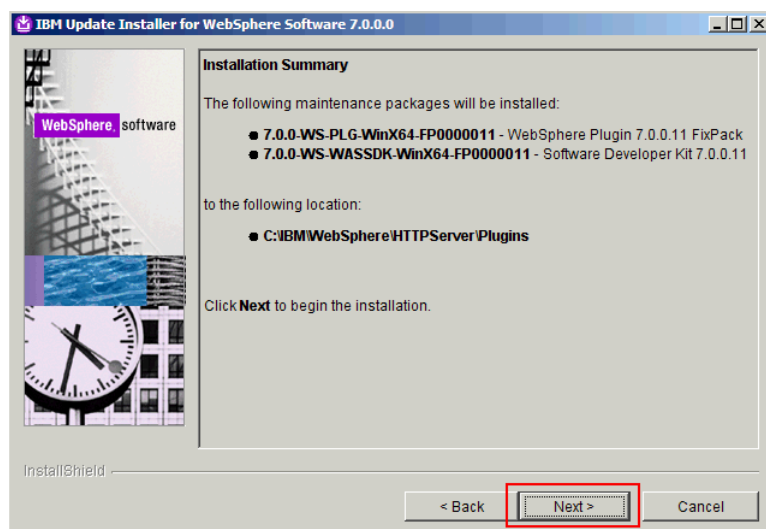 IBM Update Installer for WebSphere Software 7.0.0.0
WebSphere. software
Installation Summary
The following maintenance packages will be installed:
7.0.0-WS-PLG-WinX64-FP0000011 - WebSphere Plugin 7.0.0.11 FixPack
7.0.0-WS-WASSDK-WinX64-FP0000011 - Software Developer Kit 7.0.0.11
to the following location:
C:\IBM\WebSphere\HTTPServer\Plugins
Click Next to begin the installation.
InstallShield
< Back Next > Cancel